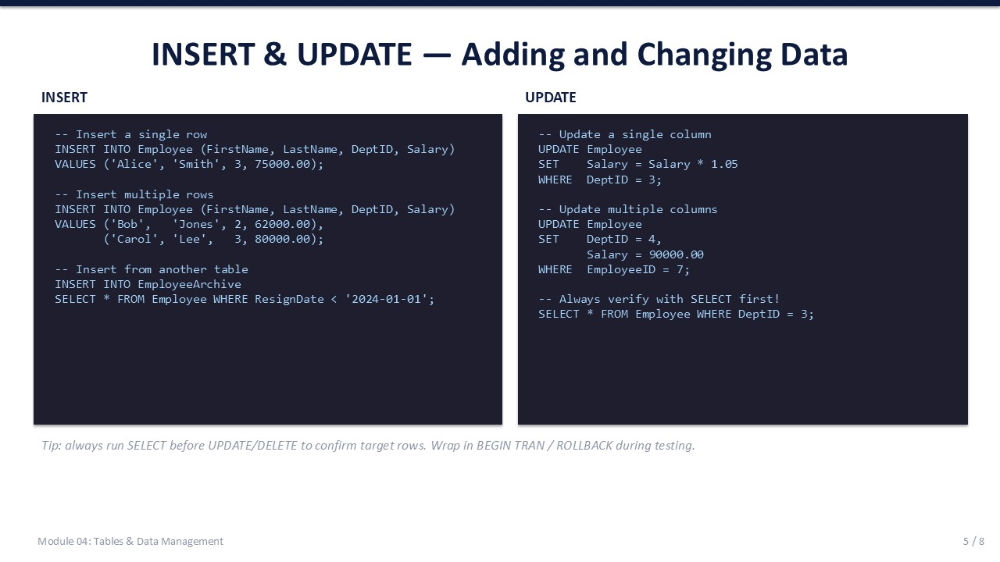 INSERT & UPDATE — Adding and Changing Data
INSERT
-- Insert a single row
INSERT INTO Employee (FirstName, LastName, DeptID, Salary)
VALUES ('Alice', 'Smith', 3, 75000.00);
-- Insert multiple rows
INSERT INTO Employee (FirstName, LastName, DeptID, Salary)
VALUES ('Bob',   'Jones', 2, 62000.00),
       ('Carol', 'Lee',   3, 80000.00);
-- Insert from another table
INSERT INTO EmployeeArchive
SELECT * FROM Employee WHERE ResignDate < '2024-01-01';
UPDATE
-- Update a single column
UPDATE Employee
SET    Salary = Salary * 1.05
WHERE  DeptID = 3;
-- Update multiple columns
UPDATE Employee
SET    DeptID = 4,
       Salary = 90000.00
WHERE  EmployeeID = 7;
-- Always verify with SELECT first!
SELECT * FROM Employee WHERE DeptID = 3;
Tip: always run SELECT before UPDATE/DELETE to confirm target rows. Wrap in BEGIN TRAN / ROLLBACK during testing.
Module 04: Tables & Data Management
5 / 8